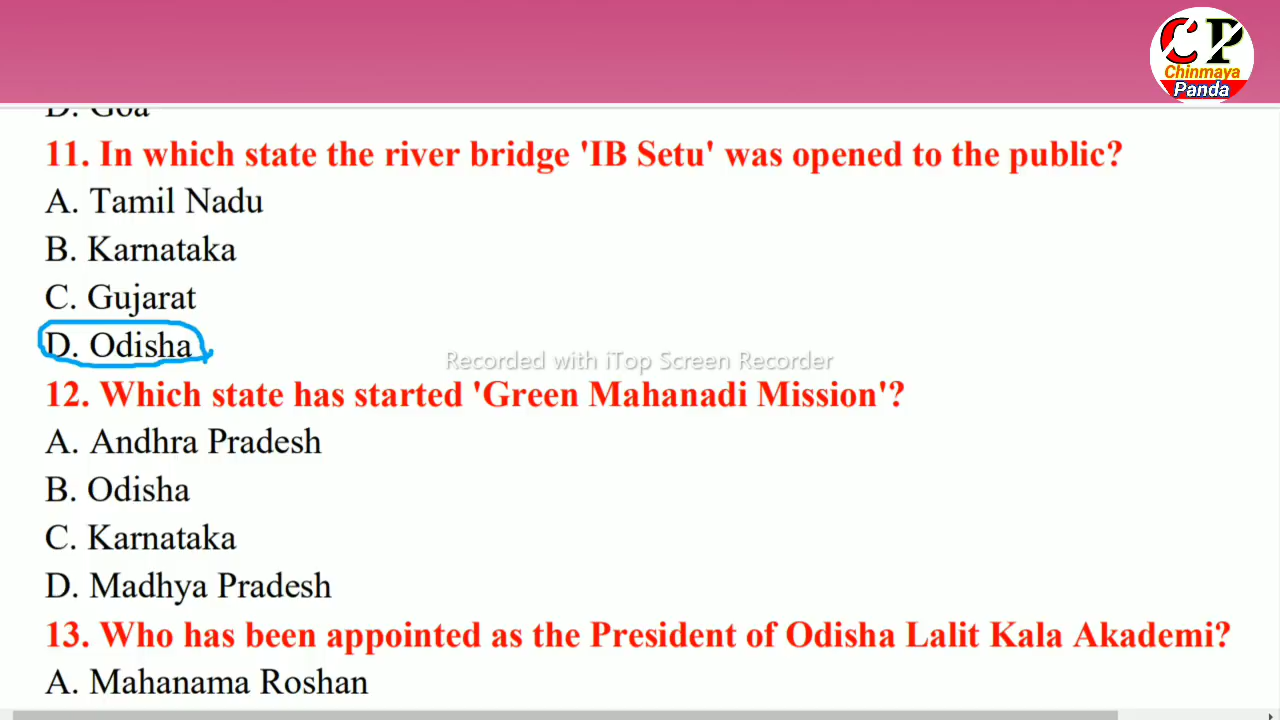 CP
Chinmaya
Panda
D. Goa
11. In which state the river bridge 'IB Setu' was opened to the public?
A. Tamil Nadu
B. Karnataka
C. Gujarat
D. Odisha
Recorded with iTop Screen Recorder
12. Which state has started 'Green Mahanadi Mission'?
A. Andhra Pradesh
B. Odisha
C. Karnataka
D. Madhya Pradesh
13. Who has been appointed as the President of Odisha Lalit Kala Akademi?
A. Mahanama Roshan